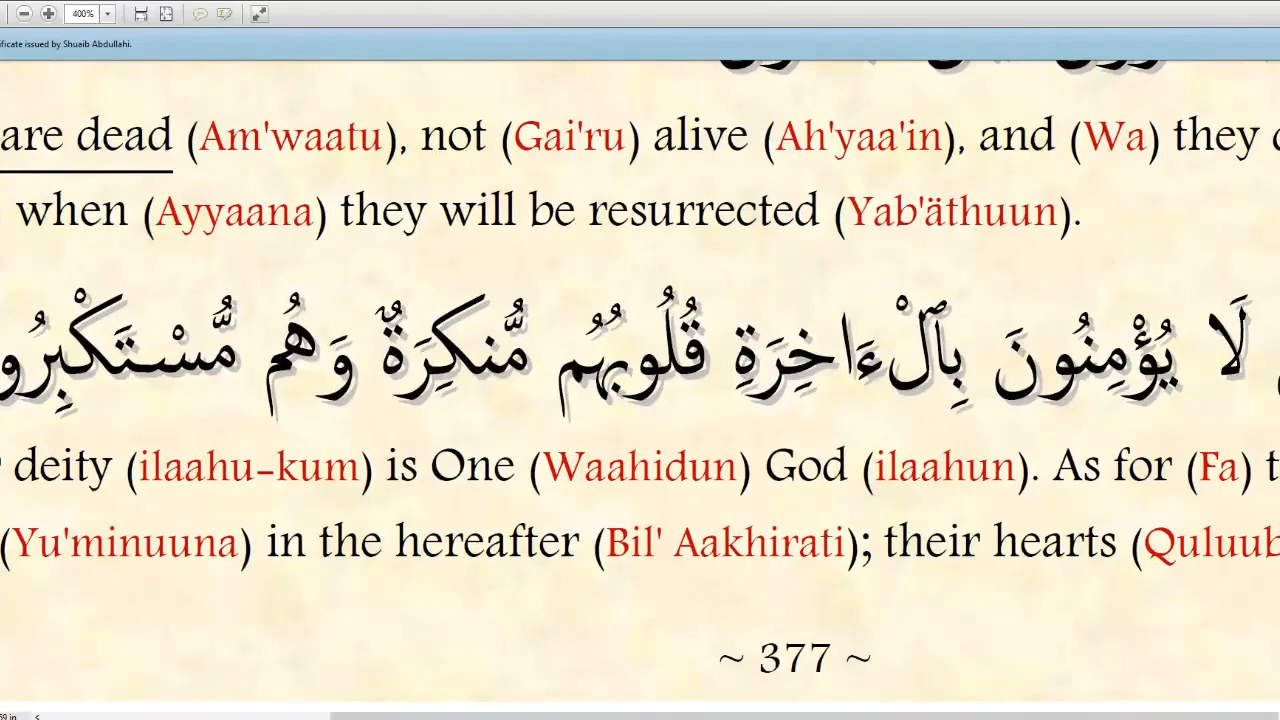 400%
ificate issued by Shuaib Abdullahi.
are dead (Am'waatu), not (Gai'ru) alive (Ah'yaa'in), and (Wa) they
when (Ayyaana) they will be resurrected (Yab'äthuun).
لَا يُؤْمِنُونَ بِٱلْءَاخِرَةِ قُلُوبُهُم مُّنكِرَةٌ وَهُم مُّسْتَكْبِرُو
deity (ilaahu-kum) is One (Waahidun) God (ilaahun). As for (Fa) t
(Yu'minuuna) in the hereafter (Bil' Aakhirati); their hearts (Quluub
~ 377 ~